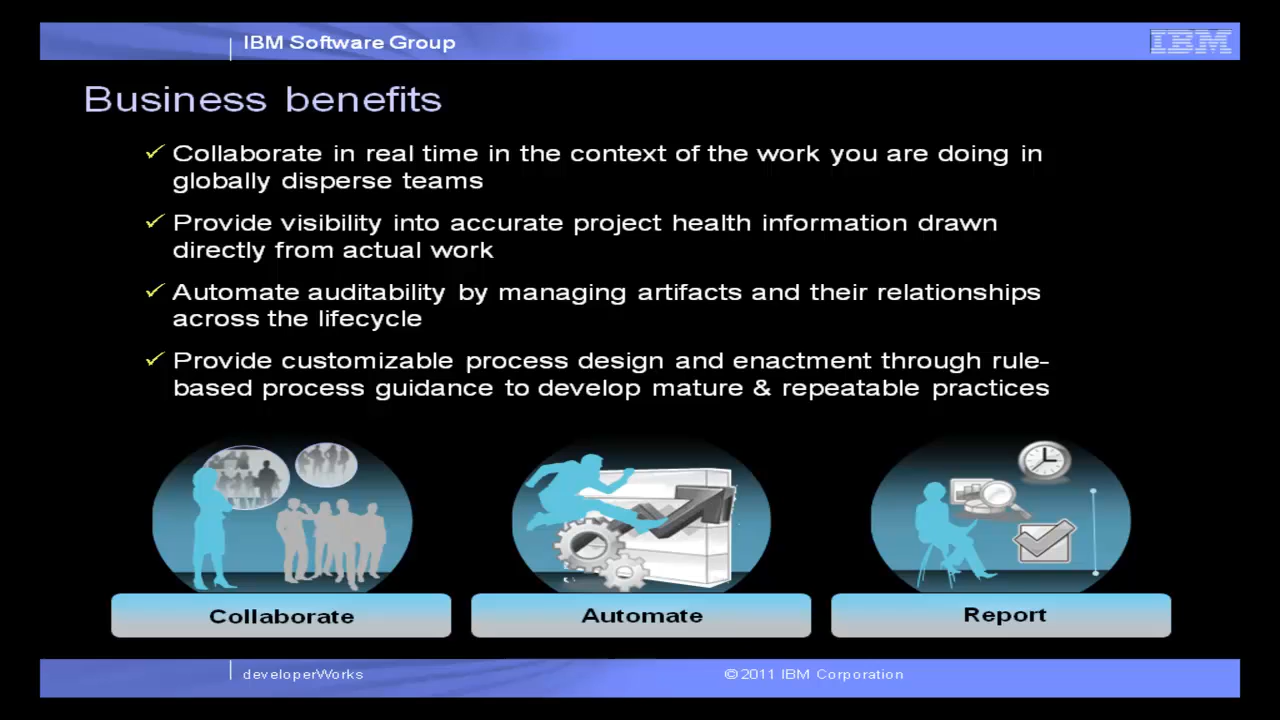 IBM Software Group
IBM
Business benefits
✓ Collaborate in real time in the context of the work you are doing in
globally disperse teams
✓ Provide visibility into accurate project health information drawn
directly from actual work
✓ Automate auditability by managing artifacts and their relationships
across the lifecycle
✓ Provide customizable process design and enactment through rule-
based process guidance to develop mature & repeatable practices
Collaborate
Automate
Report
developerWorks
© 2011 IBM Corporation